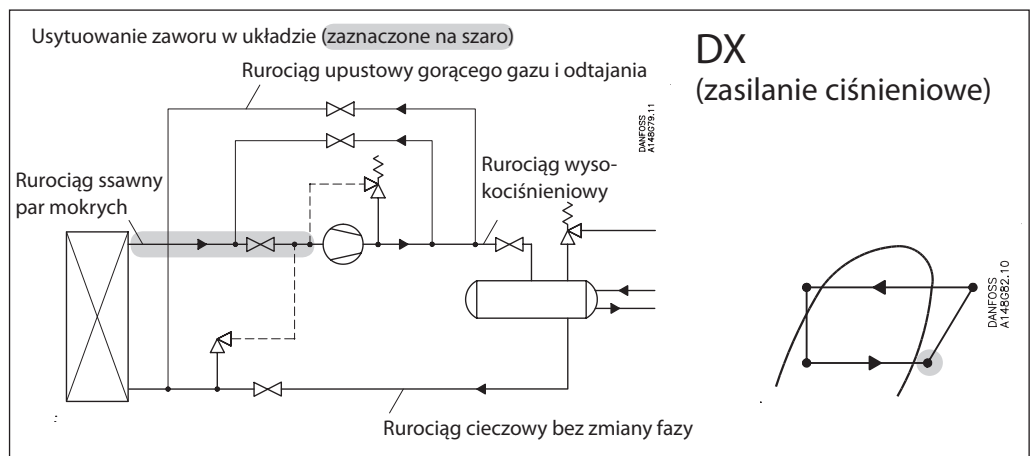 Usytuowanie zaworu w układzie (zaznaczone na szaro)
DX
(zasilanie ciśnieniowe)
Rurociąg upustowy gorącego gazu i odtajania
DANFOSS
A148G79.11
Rurociąg ssawny
par mokrych
Rurociąg wyso-
kociśnieniowy
DANFOSS
A148G82.10
Rurociąg cieczowy bez zmiany fazy